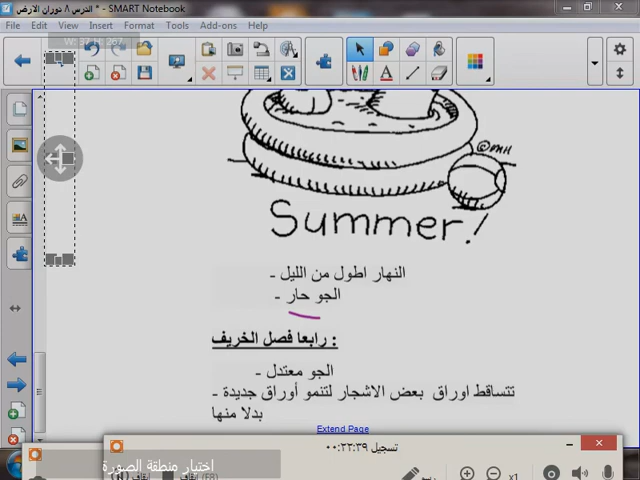 الدرس ٨ دوران الارض * - SMART Notebook
File Edit View Insert Format Tools Add-ons Help
©MH
Summer!
النهار اطول من الليل -
الجو حار -
رابعا فصل الخريف :
الجو معتدل -
تتساقط اوراق بعض الاشجار لتنمو أوراق جديدة -
بدلا منها
Extend Page
تسجيل ٠٠:٢٢:٣٩
اختيار منطقة الصورة
x1